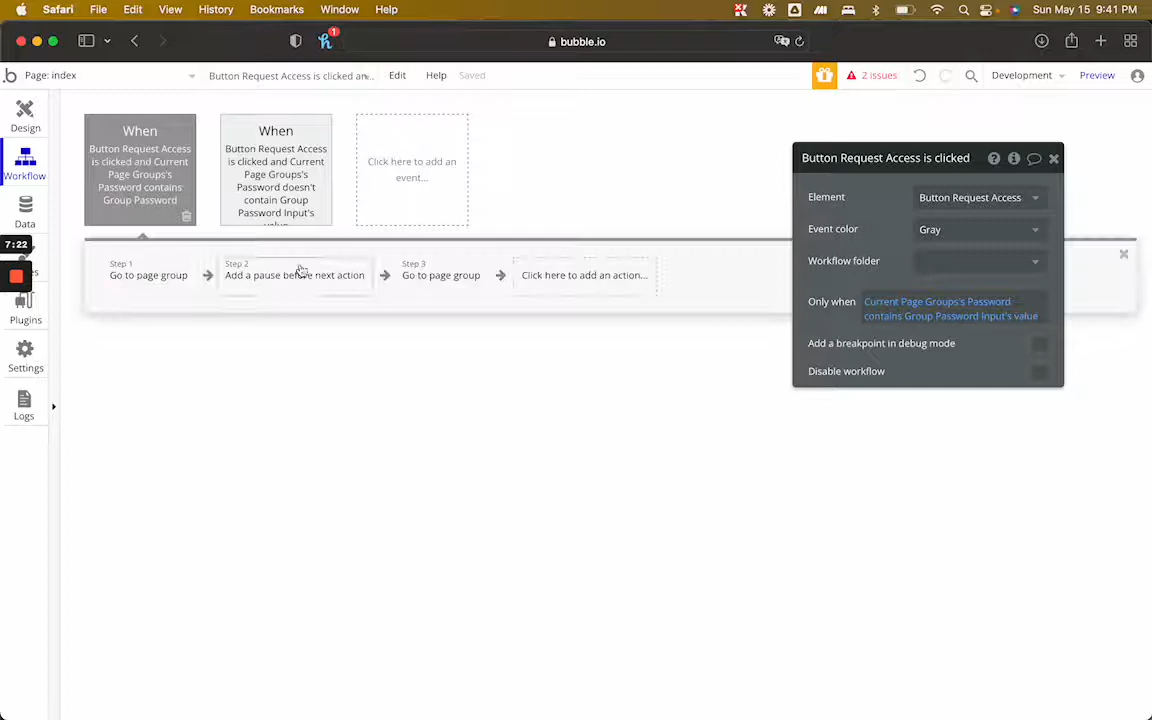 Safari File Edit View History Bookmarks Window Help Sun May 15 9:41 PM
1
bubble.io
b Page: index Button Request Access is clicked an... Edit Help Saved 2 issues Development Preview
Design
Workflow
Data
7:22
es
Plugins
Settings
Logs
When
Button Request Access
is clicked and Current
Page Groups's
Password contains
Group Password
When
Button Request Access
is clicked and Current
Page Groups's
Password doesn't
contain Group
Password Input's
value
Click here to add an
event...
Step 1
Go to page group
Step 2
Add a pause before next action
Step 3
Go to page group
Click here to add an action...
Button Request Access is clicked
Element Button Request Access
Event color Gray
Workflow folder
Only when Current Page Groups's Password
contains Group Password Input's value
Add a breakpoint in debug mode
Disable workflow